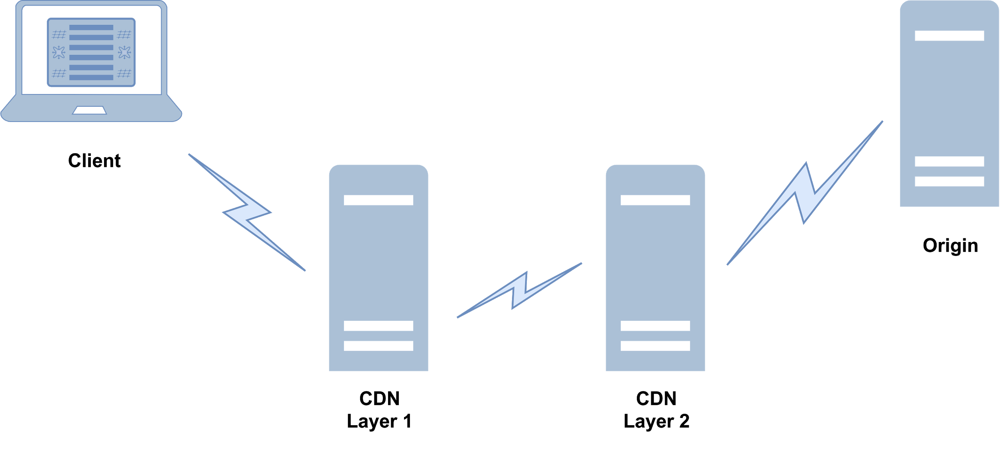 Client
Origin
CDN
Layer 1
CDN
Layer 2